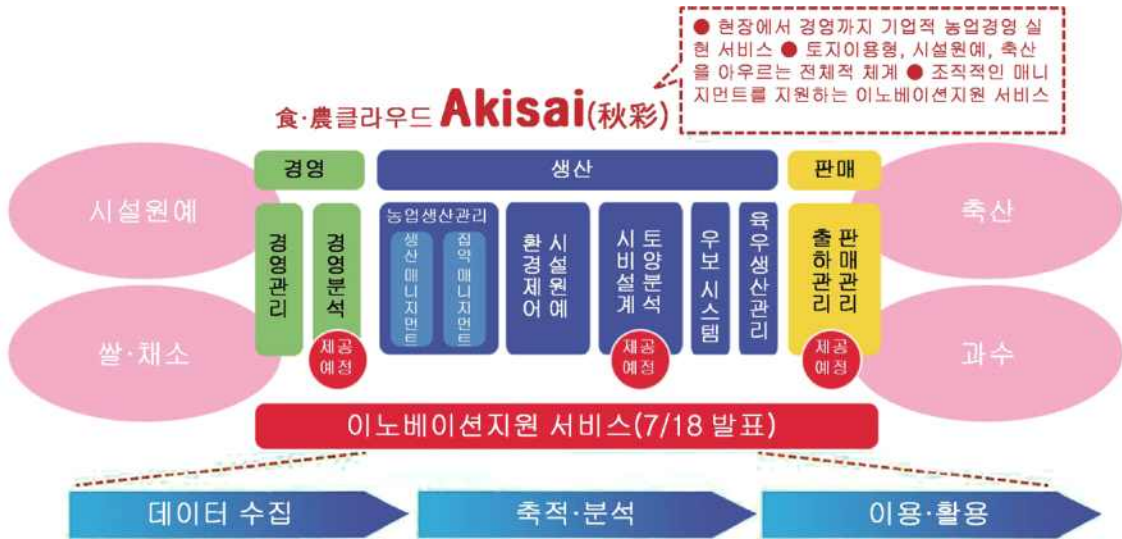 ● 현장에서 경영까지 기업적 농업경영 실
현 서비스 ● 토지이용형, 시설원예, 축산
을 아우르는 전체적 체계 ● 조직적인 매니
지먼트를 지원하는 이노베이션지원 서비스
食·農클라우드 Akisai(秋彩)
경영
생산
판매
시설원예
축산
쌀·채소
과수
경영관리
경영분석
제공
예정
농업생산관리
생산 매니지먼트
집약 매니지먼트
시설원예
환경제어
토양분석
시비설계
제공
예정
우보 시스템
육우생산관리
판매관리
출하관리
제공
예정
이노베이션지원 서비스(7/18 발표)
데이터 수집
축적·분석
이용·활용